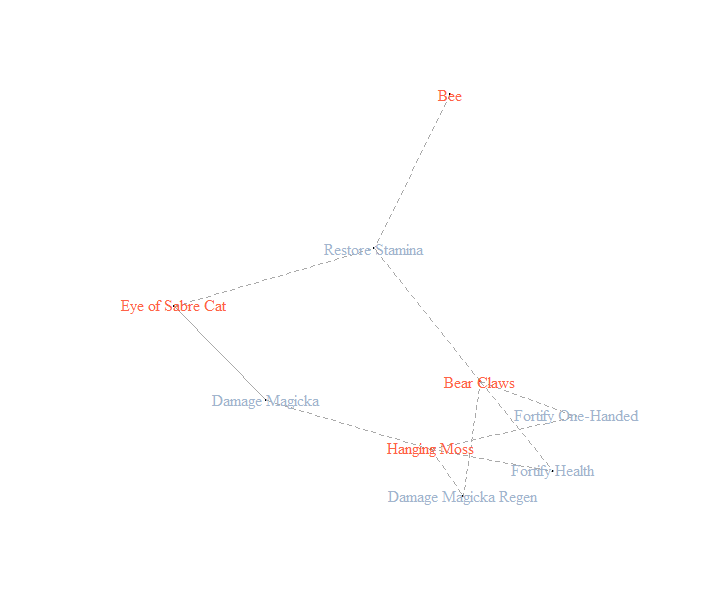 Bee
Restore Stamina
Eye of Sabre Cat
Bear Claws
Damage Magicka
Fortify One-Handed
Hanging Moss
Fortify Health
Damage Magicka Regen